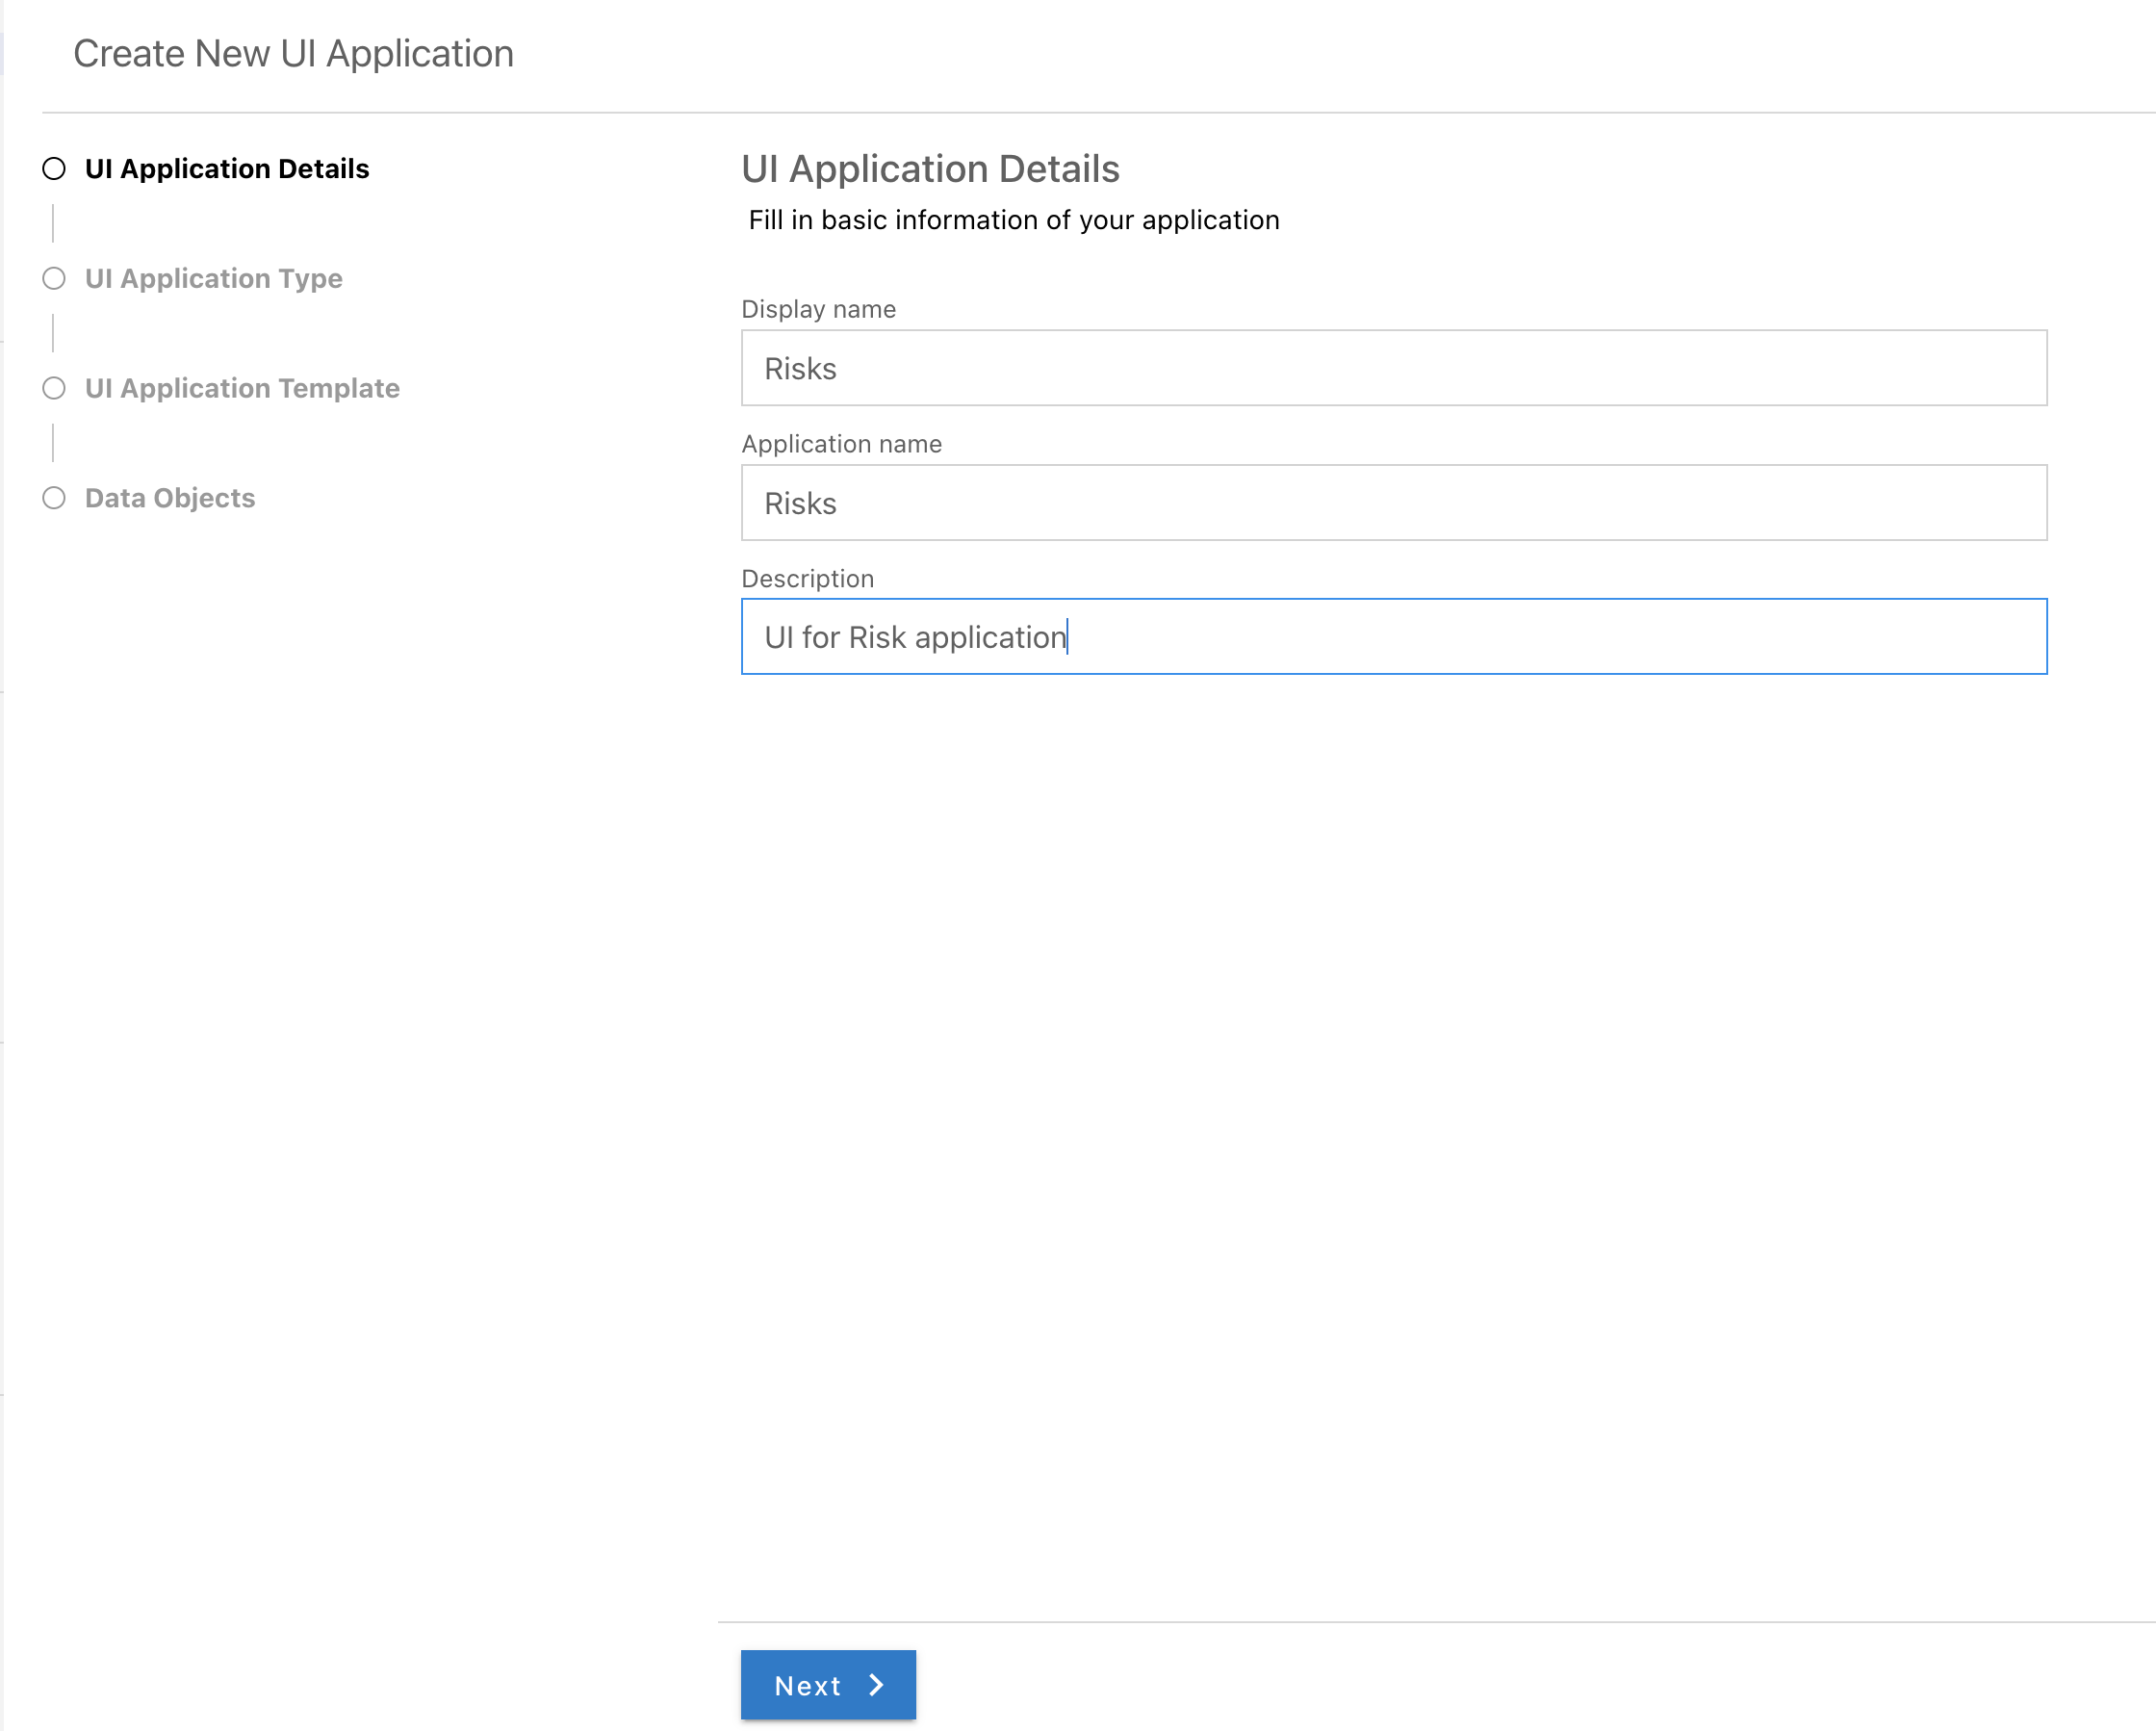 Create New UI Application
UI Application Details
UI Application Type
UI Application Template
Data Objects
UI Application Details
Fill in basic information of your application
Display name
Risks
Application name
Risks
Description
UI for Risk application
Next